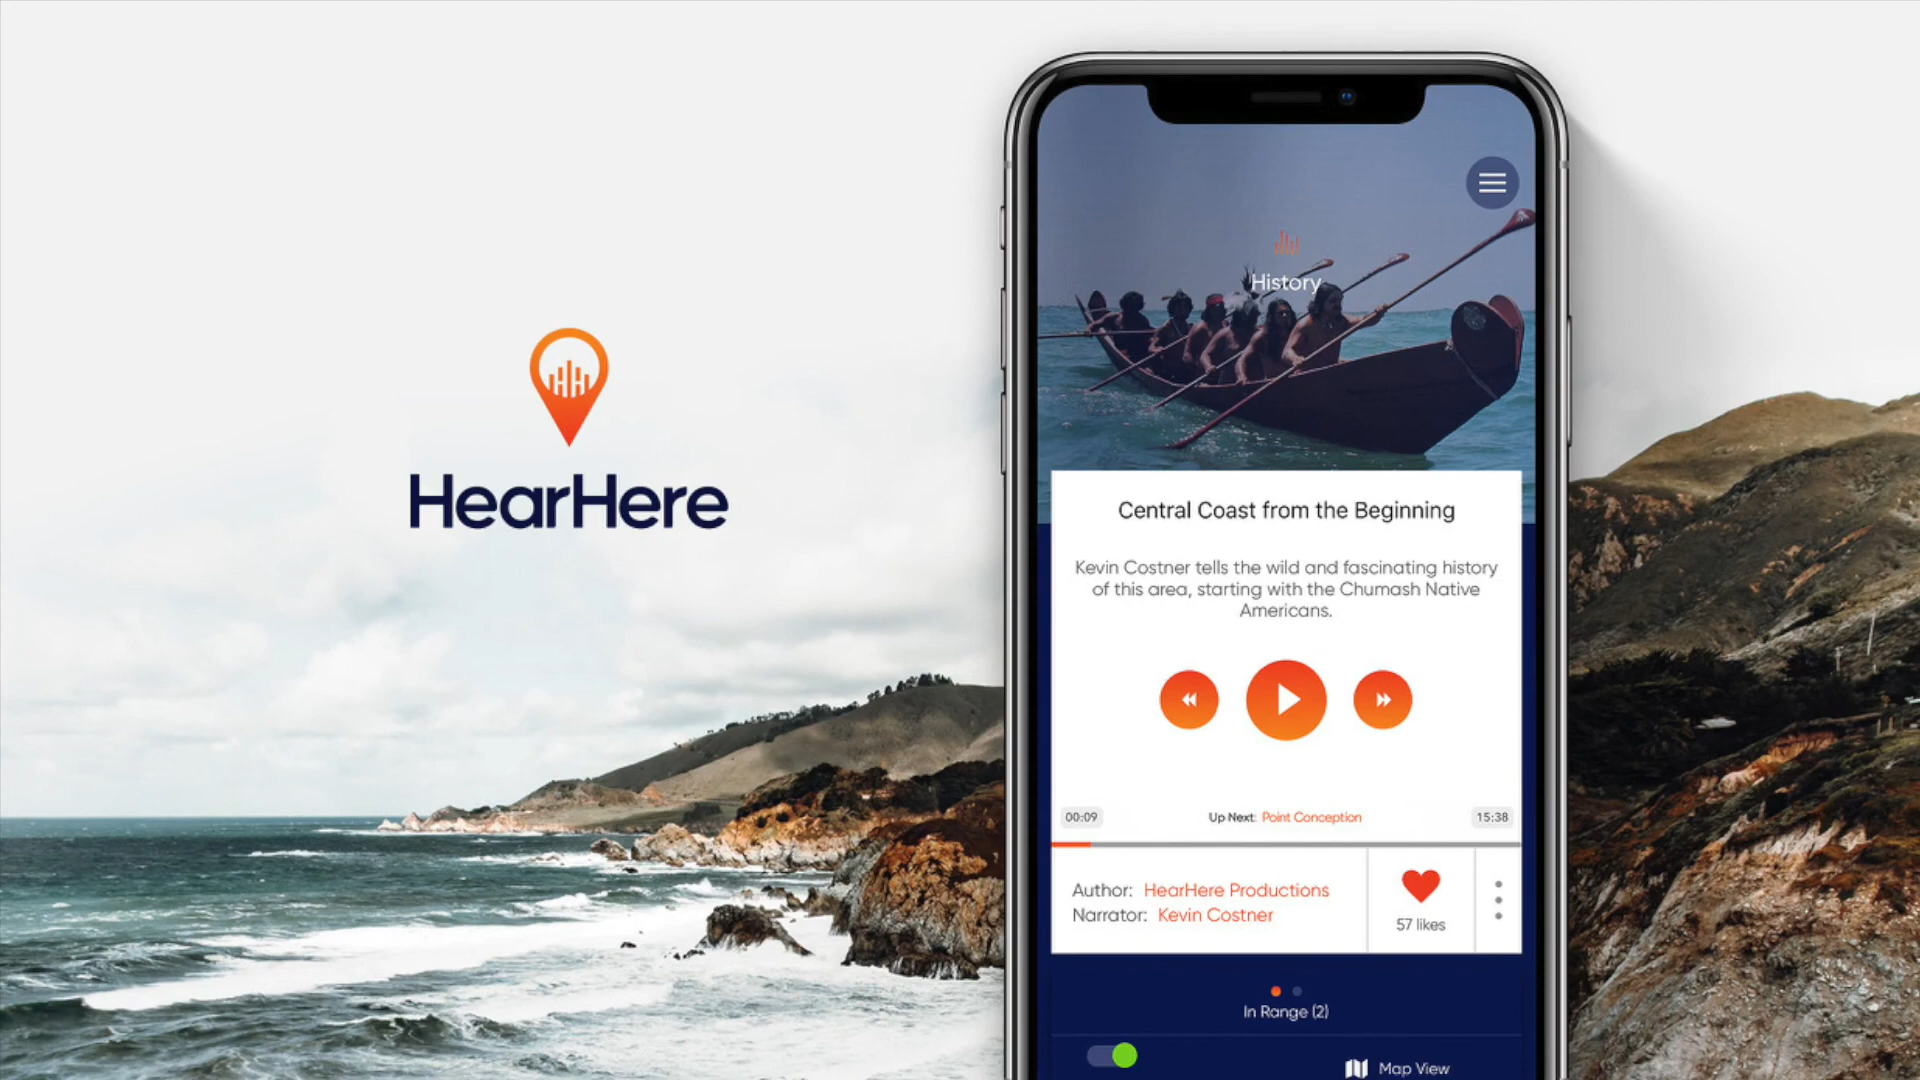 HearHere
History
Central Coast from the Beginning
Kevin Costner tells the wild and fascinating history
of this area, starting with the Chumash Native
Americans.
00:09
Up Next: Point Conception
15:38
Author: HearHere Productions
Narrator: Kevin Costner
57 likes
In Range (2)
Map View